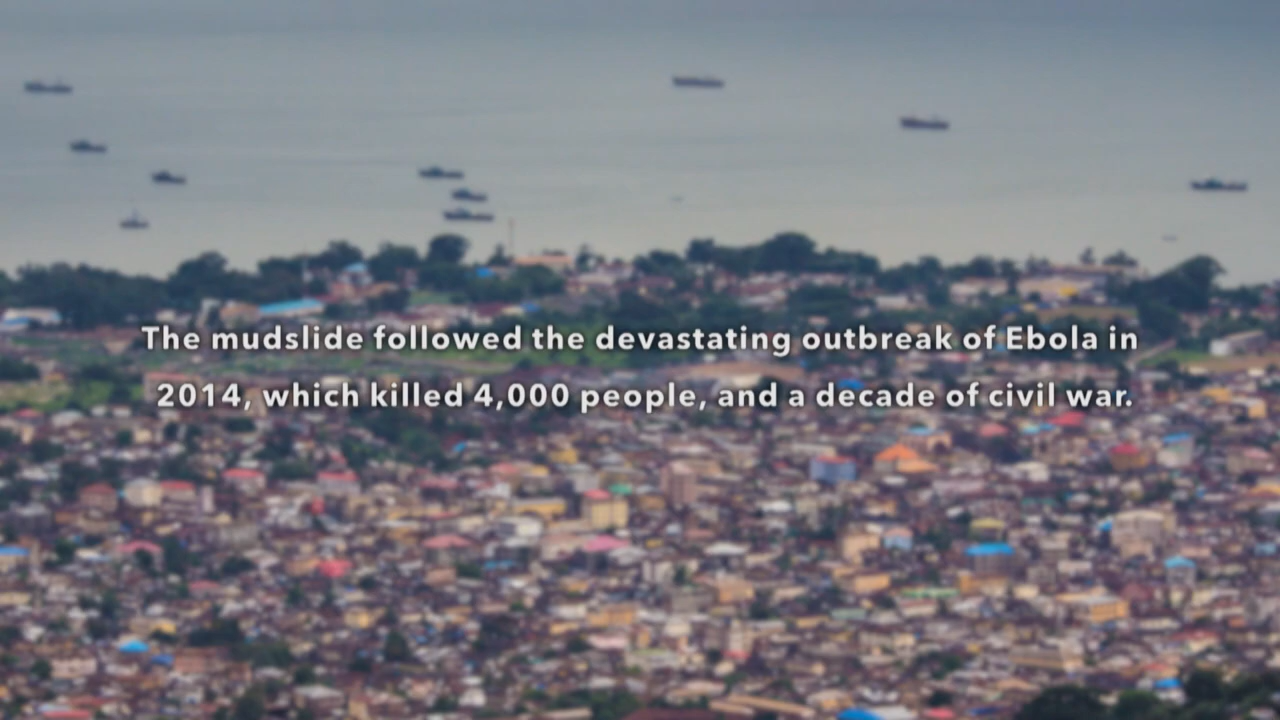 The mudslide followed the devastating outbreak of Ebola in
2014, which killed 4,000 people, and a decade of civil war.